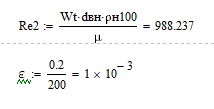 Re2 := Wt·dвн·ρн100 / μ = 988.237
ε := 0.2 / 200 = 1 × 10⁻³